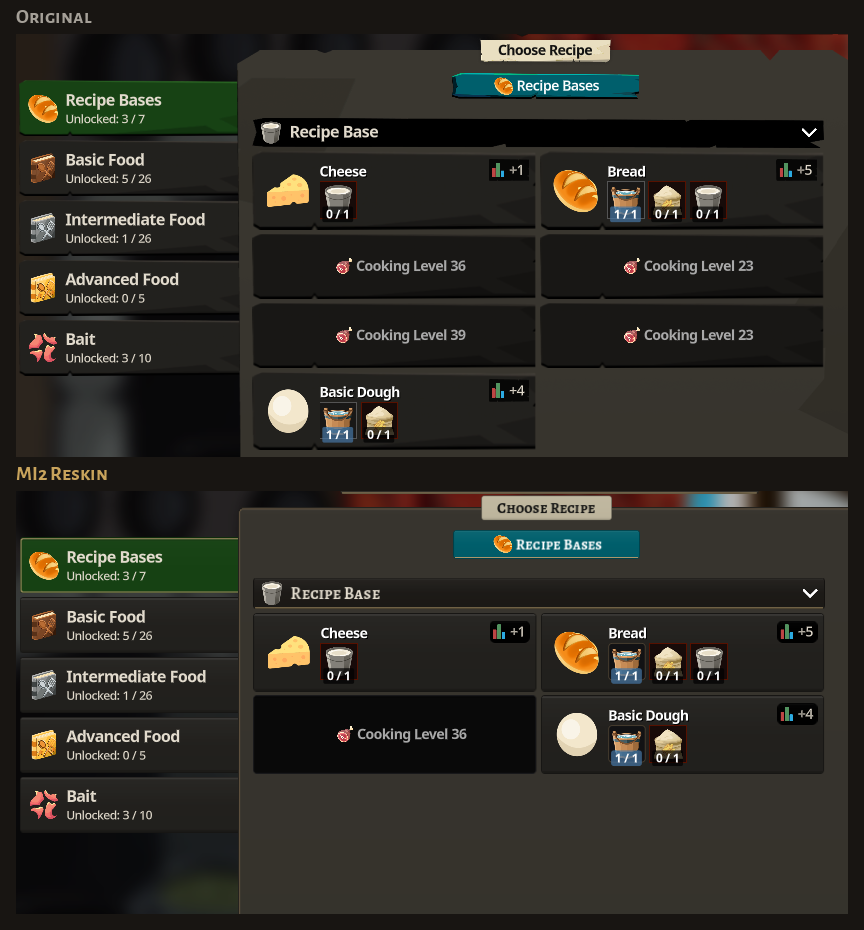 Original
Choose Recipe
Recipe Bases
Recipe Bases
Unlocked: 3 / 7
Basic Food
Unlocked: 5 / 26
Intermediate Food
Unlocked: 1 / 26
Advanced Food
Unlocked: 0 / 5
Bait
Unlocked: 3 / 10
Recipe Base
Cheese
+1
0 / 1
Bread
+5
1 / 1 0 / 1 0 / 1
Cooking Level 36
Cooking Level 23
Cooking Level 39
Cooking Level 23
Basic Dough
+4
1 / 1 0 / 1
MI2 Reskin
Choose Recipe
Recipe Bases
Recipe Bases
Unlocked: 3 / 7
Basic Food
Unlocked: 5 / 26
Intermediate Food
Unlocked: 1 / 26
Advanced Food
Unlocked: 0 / 5
Bait
Unlocked: 3 / 10
Recipe Base
Cheese
+1
0 / 1
Bread
+5
1 / 1 0 / 1 0 / 1
Cooking Level 36
Basic Dough
+4
1 / 1 0 / 1